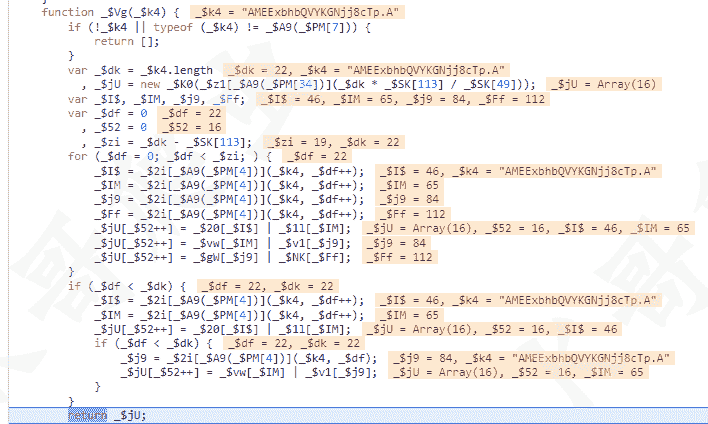 function _$Vg(_$k4) { _$k4 = "AMEExbhbQVYKGNjj8cTp.A"
if (!_$k4 || typeof (_$k4) != _$A9(_$PM[7])) {
return [];
}
var _$dk = _$k4.length _$dk = 22, _$k4 = "AMEExbhbQVYKGNjj8cTp.A"
, _$jU = new _$K0(_$z1[_$A9(_$PM[34])](_$dk * _$SK[113] / _$SK[49])); _$jU = Array(16)
var _$I$, _$IM, _$j9, _$Ff; _$I$ = 46, _$IM = 65, _$j9 = 84, _$Ff = 112
var _$df = 0 _$df = 22
, _$52 = 0 _$52 = 16
, _$zi = _$dk - _$SK[113]; _$zi = 19, _$dk = 22
for (_$df = 0; _$df < _$zi; ) { _$df = 22
_$I$ = _$2i[_$A9(_$PM[4])](_$k4, _$df++); _$I$ = 46, _$k4 = "AMEExbhbQVYKGNjj8cTp.A"
_$IM = _$2i[_$A9(_$PM[4])](_$k4, _$df++); _$IM = 65
_$j9 = _$2i[_$A9(_$PM[4])](_$k4, _$df++); _$j9 = 84
_$Ff = _$2i[_$A9(_$PM[4])](_$k4, _$df++); _$Ff = 112
_$jU[_$52++] = _$20[_$I$] | _$1l[_$IM]; _$jU = Array(16), _$52 = 16, _$I$ = 46, _$IM = 65
_$jU[_$52++] = _$vw[_$IM] | _$v1[_$j9]; _$j9 = 84
_$jU[_$52++] = _$gW[_$j9] | _$NK[_$Ff]; _$Ff = 112
}
if (_$df < _$dk) { _$df = 22, _$dk = 22
_$I$ = _$2i[_$A9(_$PM[4])](_$k4, _$df++); _$I$ = 46, _$k4 = "AMEExbhbQVYKGNjj8cTp.A"
_$IM = _$2i[_$A9(_$PM[4])](_$k4, _$df++); _$IM = 65
_$jU[_$52++] = _$20[_$I$] | _$1l[_$IM]; _$jU = Array(16), _$52 = 16, _$I$ = 46
if (_$df < _$dk) { _$df = 22, _$dk = 22
_$j9 = _$2i[_$A9(_$PM[4])](_$k4, _$df); _$j9 = 84, _$k4 = "AMEExbhbQVYKGNjj8cTp.A"
_$jU[_$52++] = _$vw[_$IM] | _$v1[_$j9]; _$jU = Array(16), _$52 = 16, _$IM = 65
}
}
return _$jU;